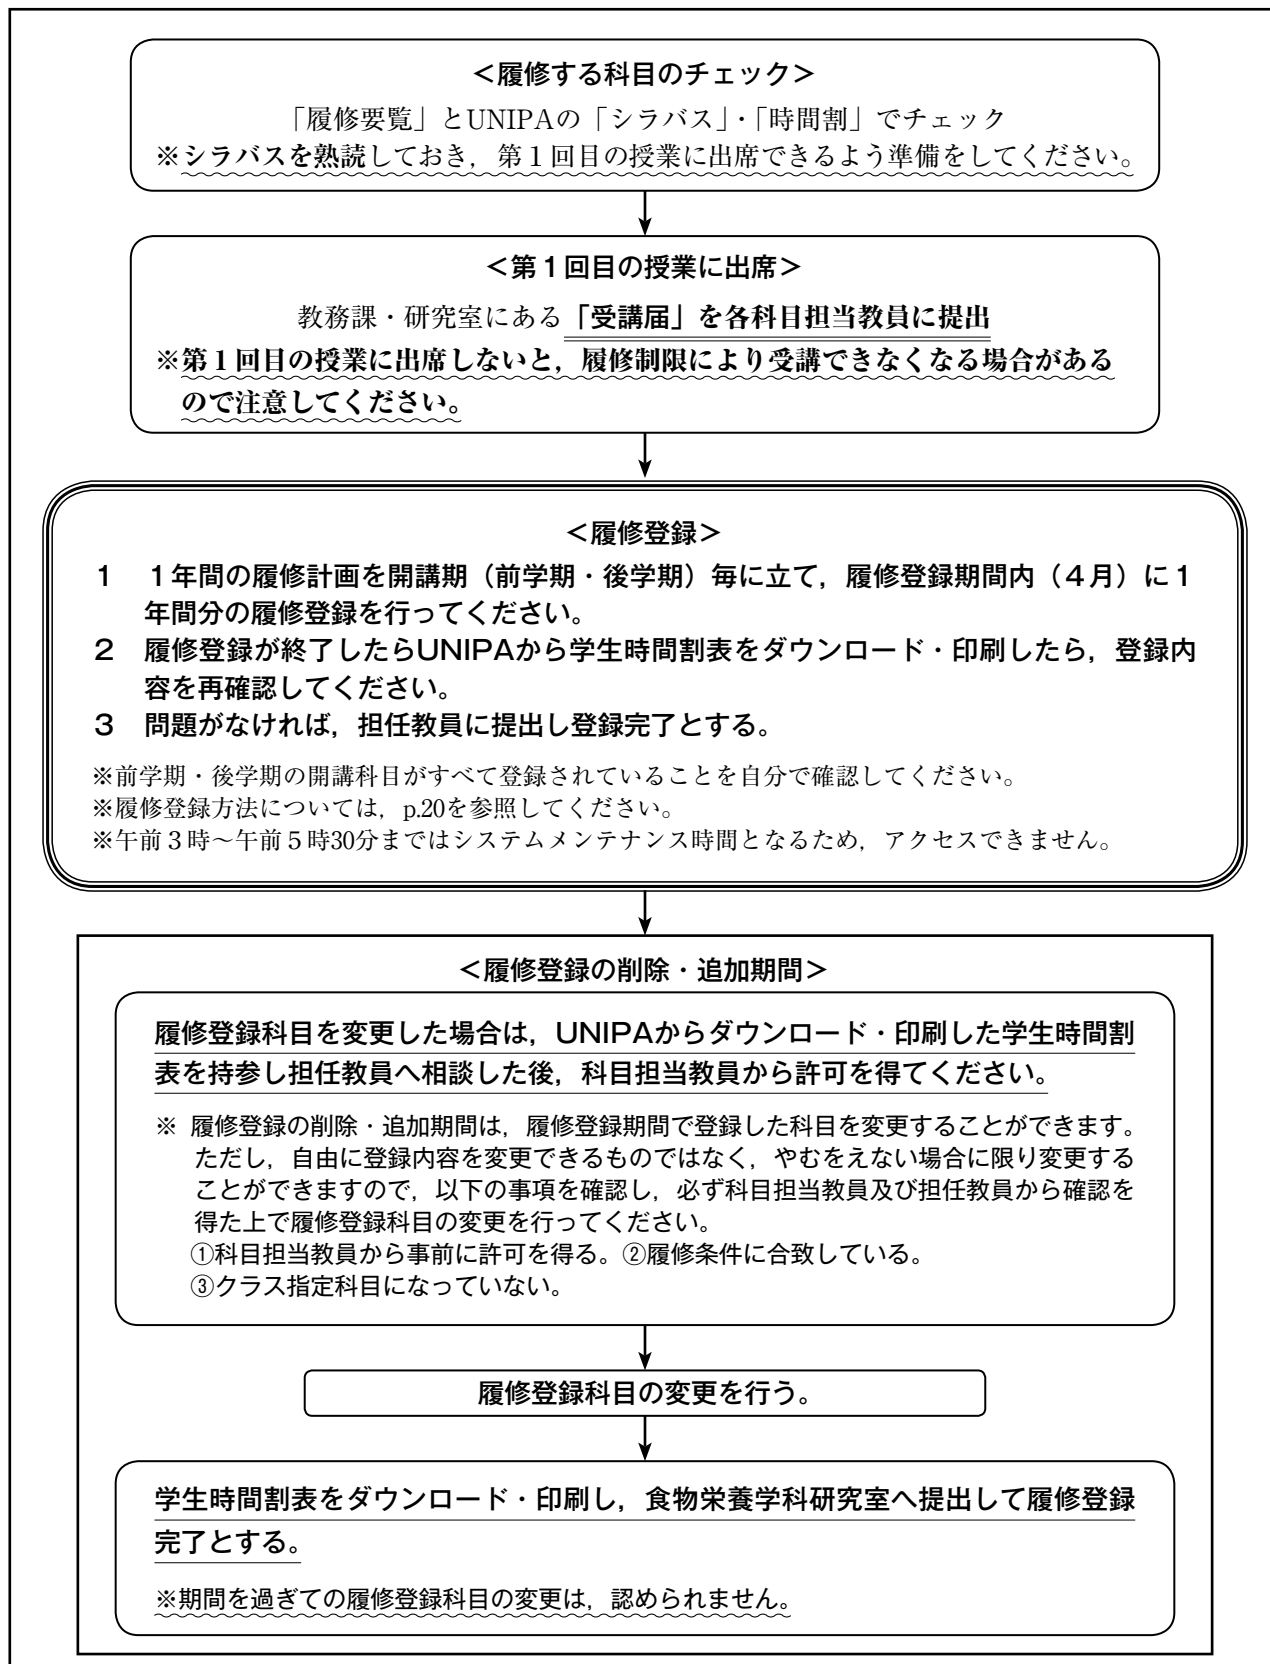 ＜履修する科目のチェック＞
「履修要覧」とUNIPAの「シラバス」・「時間割」でチェック
※シラバスを熟読しておき，第１回目の授業に出席できるよう準備をしてください。
＜第１回目の授業に出席＞
教務課・研究室にある「受講届」を各科目担当教員に提出
※第１回目の授業に出席しないと，履修制限により受講できなくなる場合がある
ので注意してください。
＜履修登録＞
１　１年間の履修計画を開講期（前学期・後学期）毎に立て，履修登録期間内（４月）に１
年間分の履修登録を行ってください。
２　履修登録が終了したらUNIPAから学生時間割表をダウンロード・印刷したら，登録内
容を再確認してください。
３　問題がなければ，担任教員に提出し登録完了とする。
※前学期・後学期の開講科目がすべて登録されていることを自分で確認してください。
※履修登録方法については，p.20を参照してください。
※午前３時～午前５時30分まではシステムメンテナンス時間となるため，アクセスできません。
＜履修登録の削除・追加期間＞
履修登録科目を変更した場合は，UNIPAからダウンロード・印刷した学生時間割
表を持参し担任教員へ相談した後，科目担当教員から許可を得てください。
※ 履修登録の削除・追加期間は，履修登録期間で登録した科目を変更することができます。
ただし，自由に登録内容を変更できるものではなく，やむをえない場合に限り変更する
ことができますので，以下の事項を確認し，必ず科目担当教員及び担任教員から確認を
得た上で履修登録科目の変更を行ってください。
①科目担当教員から事前に許可を得る。②履修条件に合致している。
③クラス指定科目になっていない。
履修登録科目の変更を行う。
学生時間割表をダウンロード・印刷し，食物栄養学科研究室へ提出して履修登録
完了とする。
※期間を過ぎての履修登録科目の変更は，認められません。